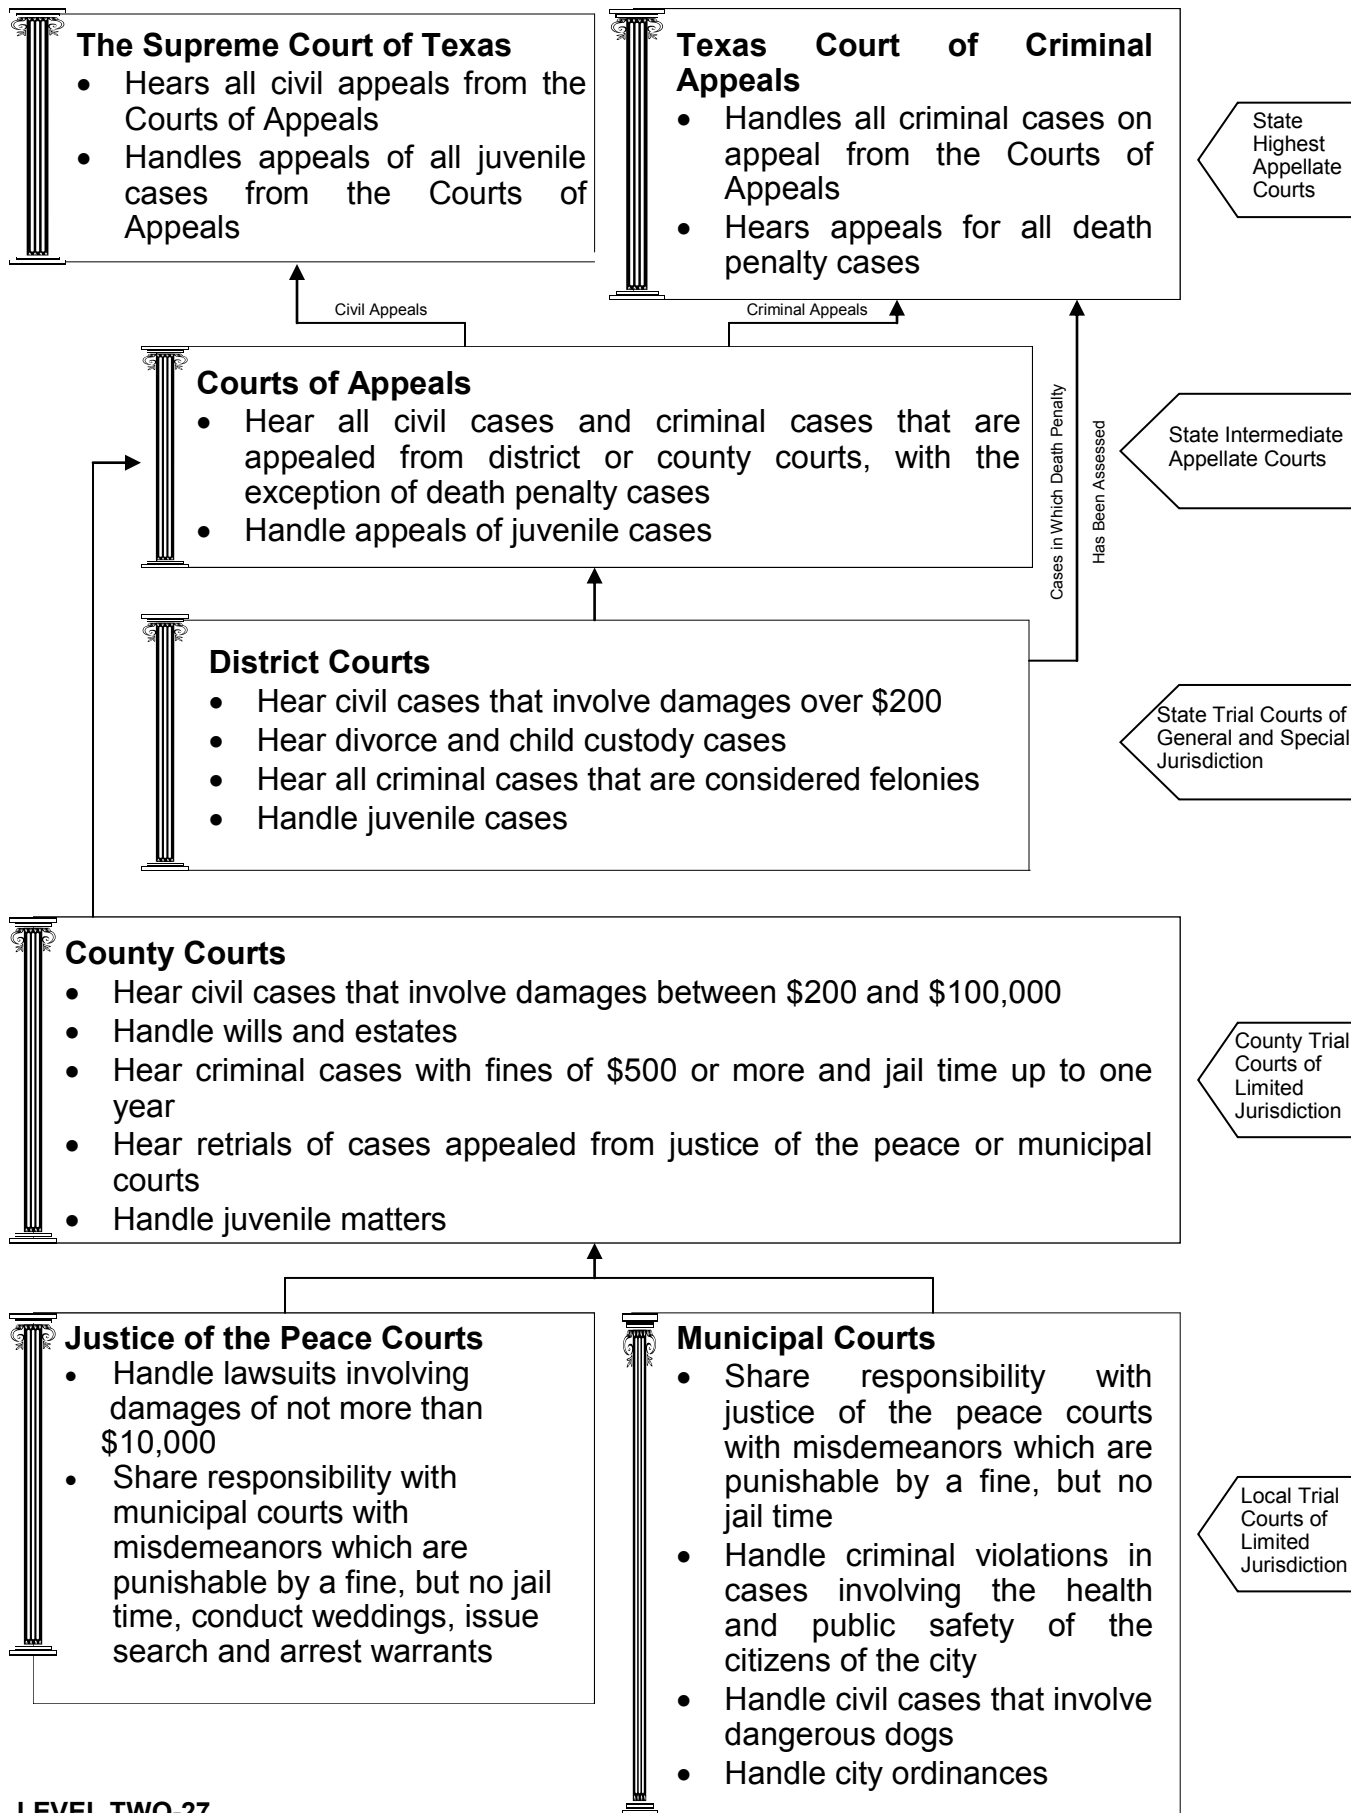 The Supreme Court of Texas
• Hears all civil appeals from the
Courts of Appeals
• Handles appeals of all juvenile
cases from the Courts of
Appeals
Texas Court of Criminal
Appeals
• Handles all criminal cases on
appeal from the Courts of
Appeals
• Hears appeals for all death
penalty cases
State
Highest
Appellate
Courts
Civil Appeals
Criminal Appeals
Courts of Appeals
• Hear all civil cases and criminal cases that are
appealed from district or county courts, with the
exception of death penalty cases
• Handle appeals of juvenile cases
Cases in Which Death Penalty
Has Been Assessed
State Intermediate
Appellate Courts
District Courts
• Hear civil cases that involve damages over $200
• Hear divorce and child custody cases
• Hear all criminal cases that are considered felonies
• Handle juvenile cases
State Trial Courts of
General and Special
Jurisdiction
County Courts
• Hear civil cases that involve damages between $200 and $100,000
• Handle wills and estates
• Hear criminal cases with fines of $500 or more and jail time up to one
year
• Hear retrials of cases appealed from justice of the peace or municipal
courts
• Handle juvenile matters
County Trial
Courts of
Limited
Jurisdiction
Justice of the Peace Courts
• Handle lawsuits involving
damages of not more than
$10,000
• Share responsibility with
municipal courts with
misdemeanors which are
punishable by a fine, but no jail
time, conduct weddings, issue
search and arrest warrants
Municipal Courts
• Share responsibility with
justice of the peace courts
with misdemeanors which are
punishable by a fine, but no
jail time
• Handle criminal violations in
cases involving the health
and public safety of the
citizens of the city
• Handle civil cases that involve
dangerous dogs
• Handle city ordinances
Local Trial
Courts of
Limited
Jurisdiction
LEVEL TWO-27